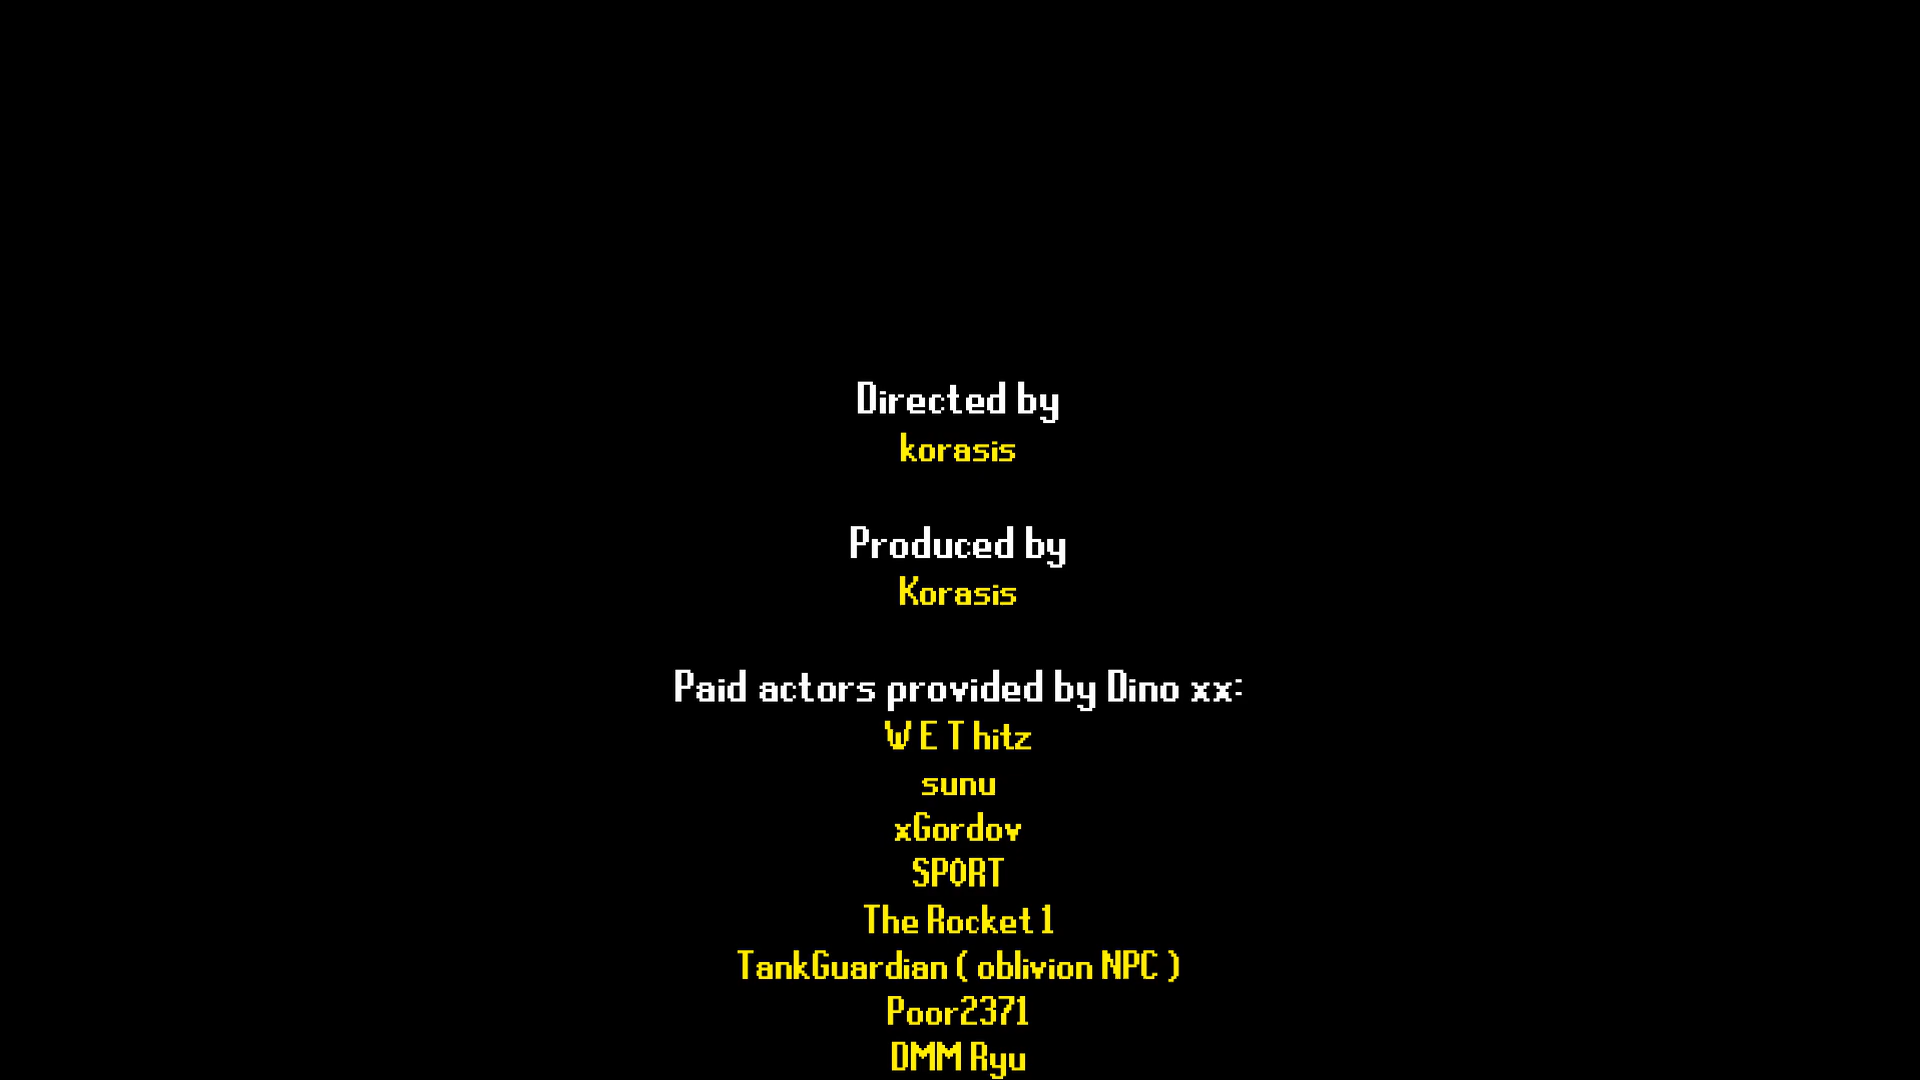 Directed by
korasis
Produced by
Korasis
Paid actors provided by Dino xx:
W E T hitz
sunu
xGordov
SPORT
The Rocket 1
TankGuardian ( oblivion NPC )
Poor2371
DMM Ryu